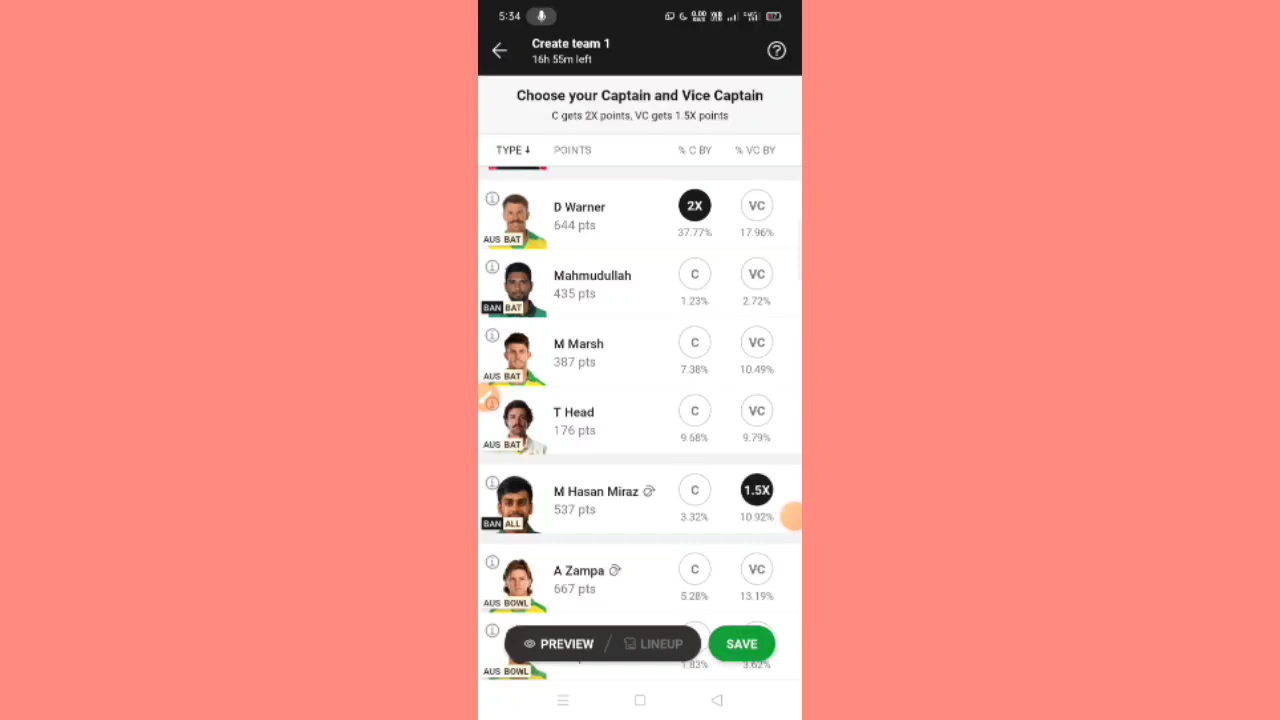 5:34
Create team 1
16h 55m left
Choose your Captain and Vice Captain
C gets 2X points, VC gets 1.5X points
TYPE ↓ POINTS % C BY % VC BY
D Warner 2X VC
644 pts 37.77% 17.96%
AUS BAT
Mahmudullah C VC
435 pts 1.23% 2.72%
BAN BAT
M Marsh C VC
387 pts 7.38% 10.49%
AUS BAT
T Head C VC
176 pts 9.68% 9.79%
AUS BAT
M Hasan Miraz C 1.5X
537 pts 3.32% 10.92%
BAN ALL
A Zampa C VC
667 pts 5.28% 13.19%
AUS BOWL
PREVIEW / LINEUP SAVE
1.83% 3.62%
AUS BOWL